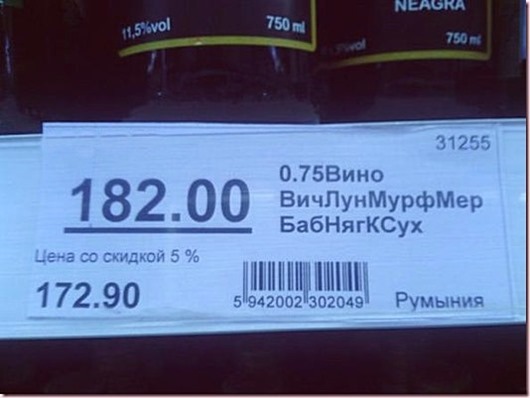 NEAGRA
11,5%vol 750 ml
750 ml
31255
182.00
0.75Вино
ВичЛунМурфМер
БабНягКСух
Цена со скидкой 5 %
172.90
5 942002 302049
Румыния